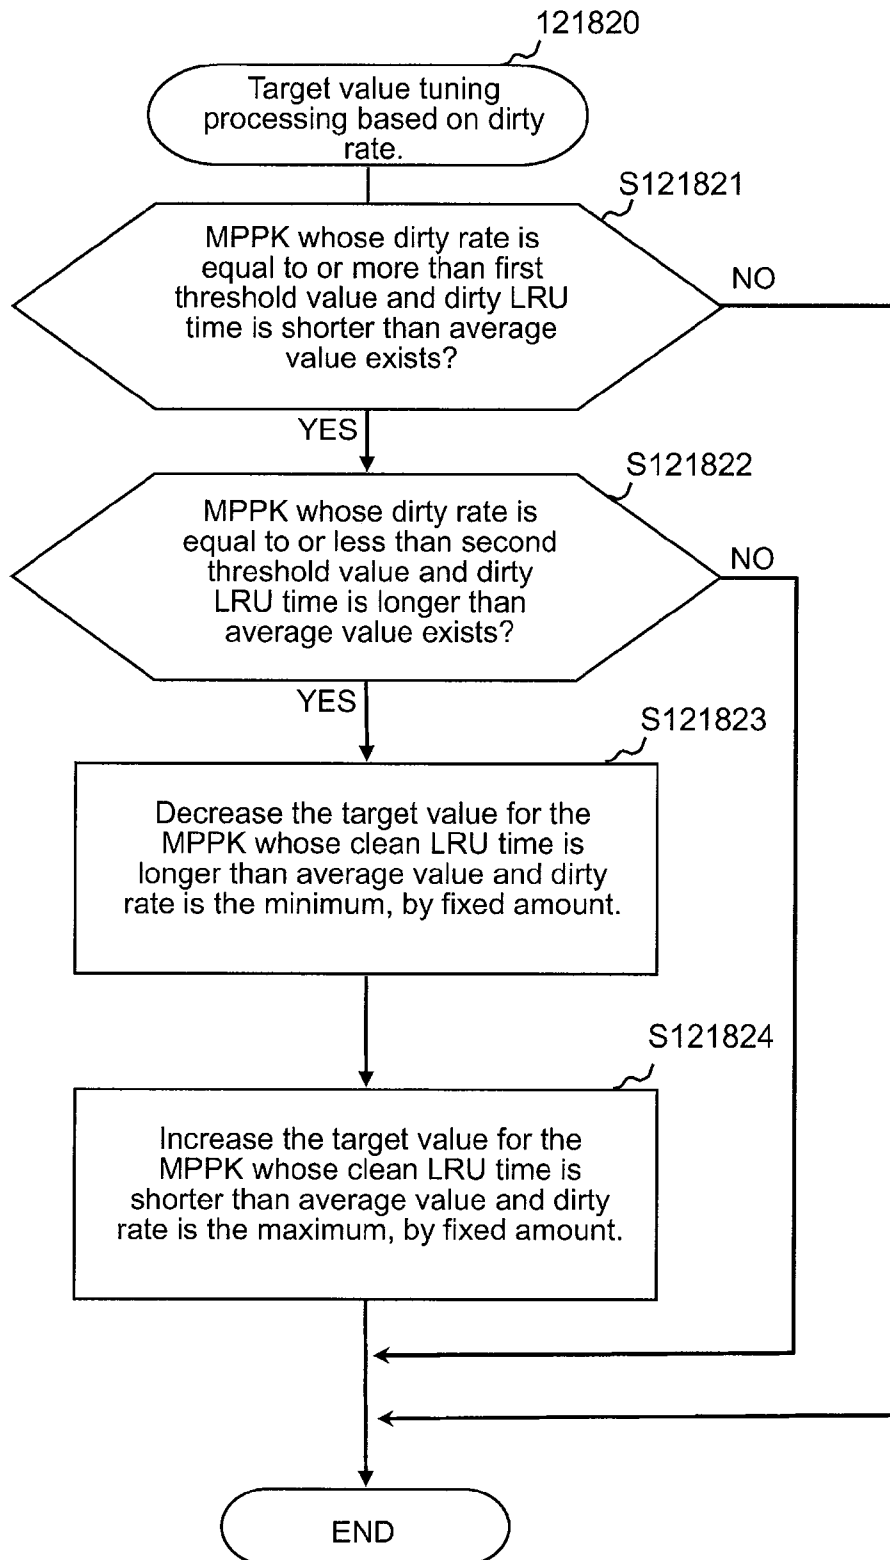 121820
Target value tuning
processing based on dirty
rate.
S121821
MPPK whose dirty rate is
equal to or more than first
threshold value and dirty LRU
time is shorter than average
value exists?
NO
YES
S121822
MPPK whose dirty rate is
equal to or less than second
threshold value and dirty
LRU time is longer than
average value exists?
NO
YES
S121823
Decrease the target value for the
MPPK whose clean LRU time is
longer than average value and dirty
rate is the minimum, by fixed amount.
S121824
Increase the target value for the
MPPK whose clean LRU time is
shorter than average value and dirty
rate is the maximum, by fixed amount.
END